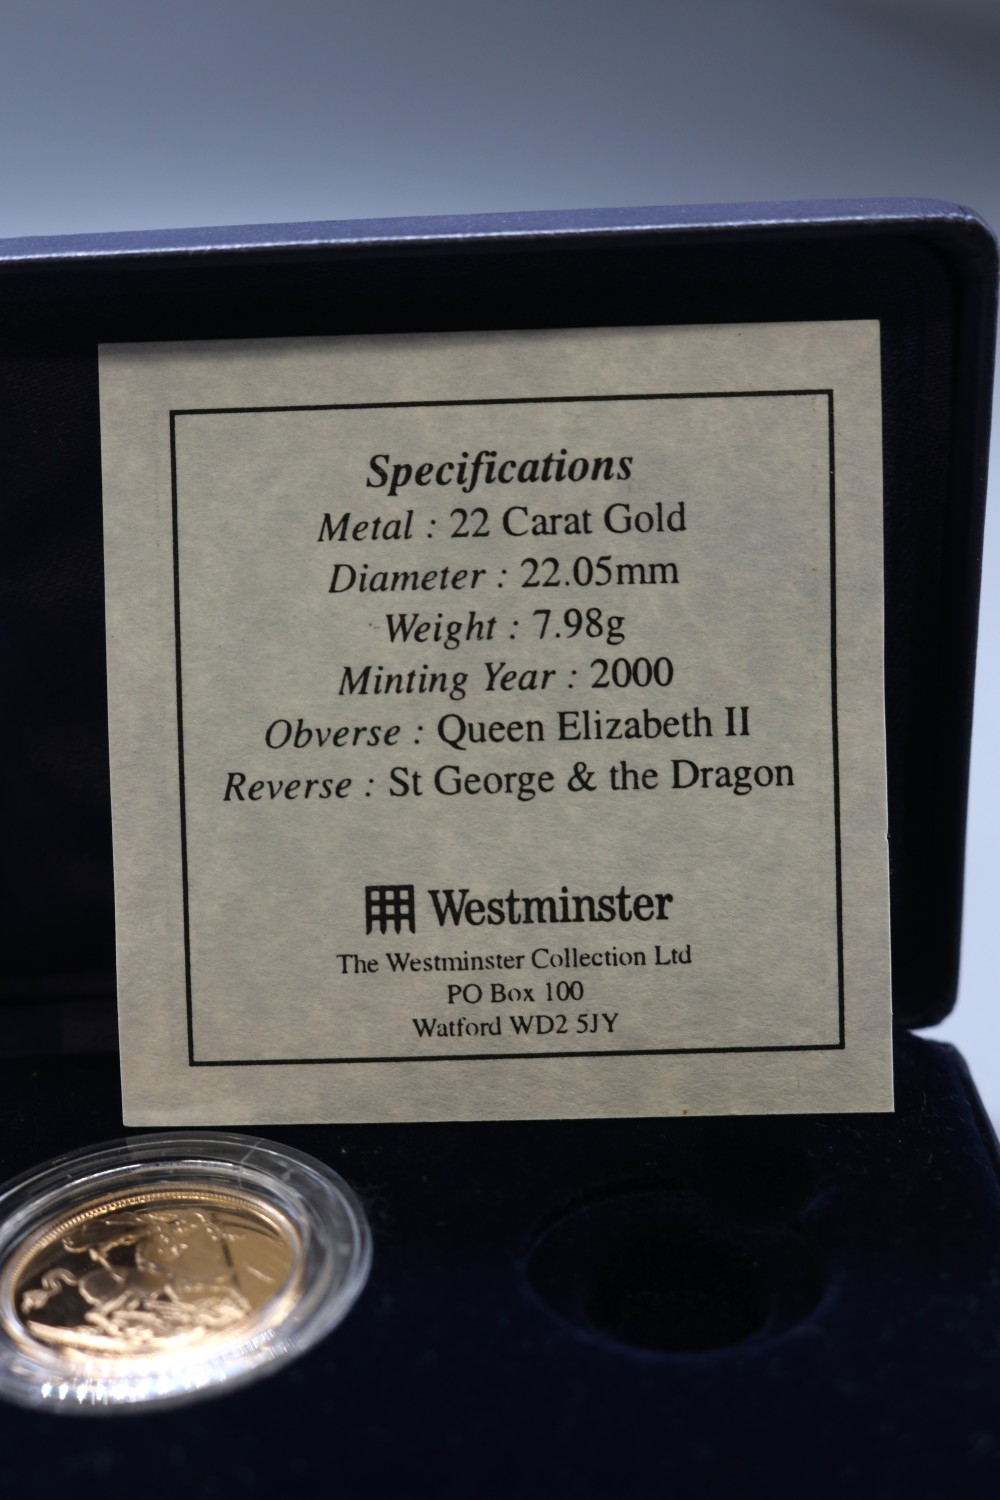 Specifications
Metal : 22 Carat Gold
Diameter : 22.05mm
Weight : 7.98g
Minting Year : 2000
Obverse : Queen Elizabeth II
Reverse : St George & the Dragon
Westminster
The Westminster Collection Ltd
PO Box 100
Watford WD2 5JY